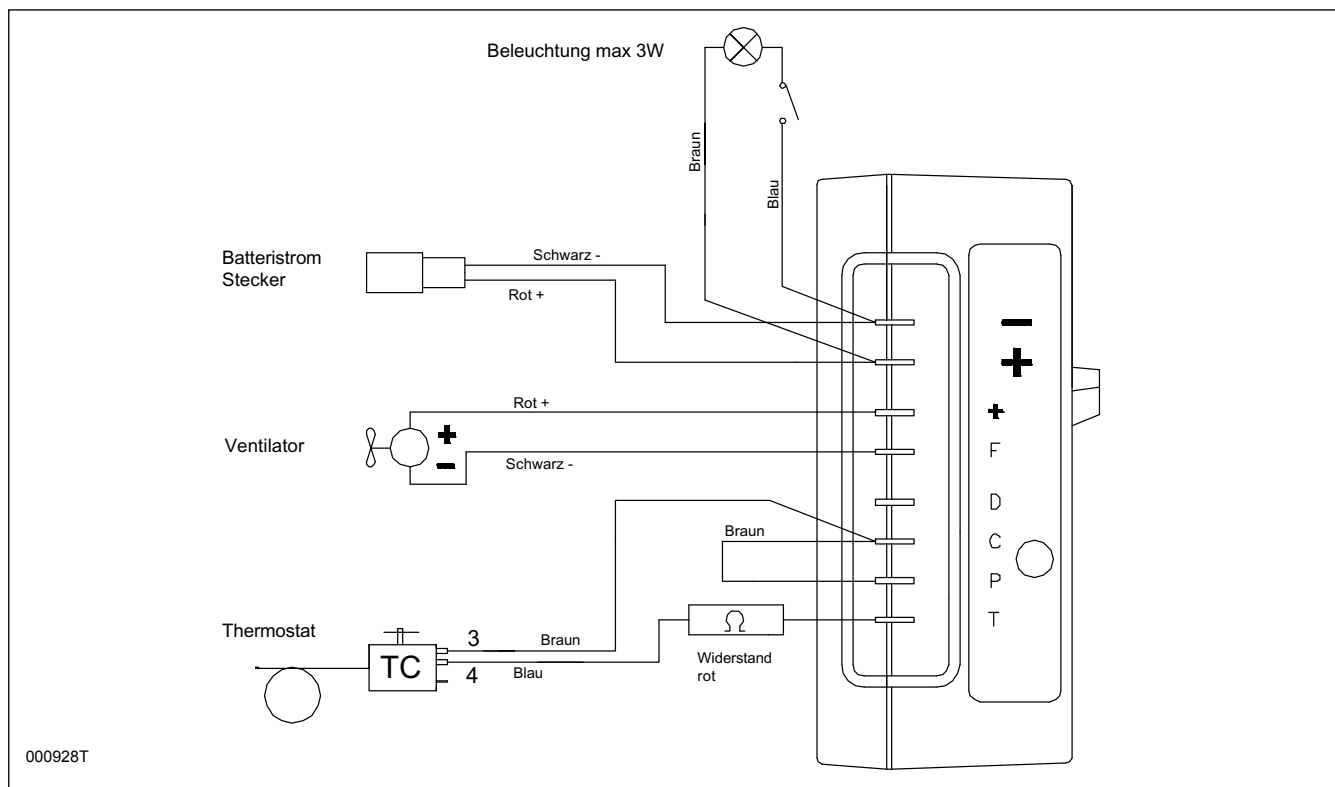 Beleuchtung max 3W
Braun
Blau
Batteristrom
Stecker
Schwarz -
Rot +
−
+
Rot +
+
Ventilator
+
−
F
Schwarz -
D
Braun
C
P
T
Thermostat
3
Braun
Ω
TC
4
Blau
Widerstand
rot
000928T